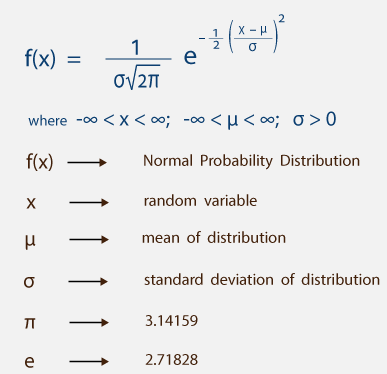 f(x) = 1/(σ√2π) e^(-1/2((x - μ)/σ)^2)
where -∞ < x < ∞; -∞ < μ < ∞; σ > 0
f(x) → Normal Probability Distribution
x → random variable
μ → mean of distribution
σ → standard deviation of distribution
π → 3.14159
e → 2.71828